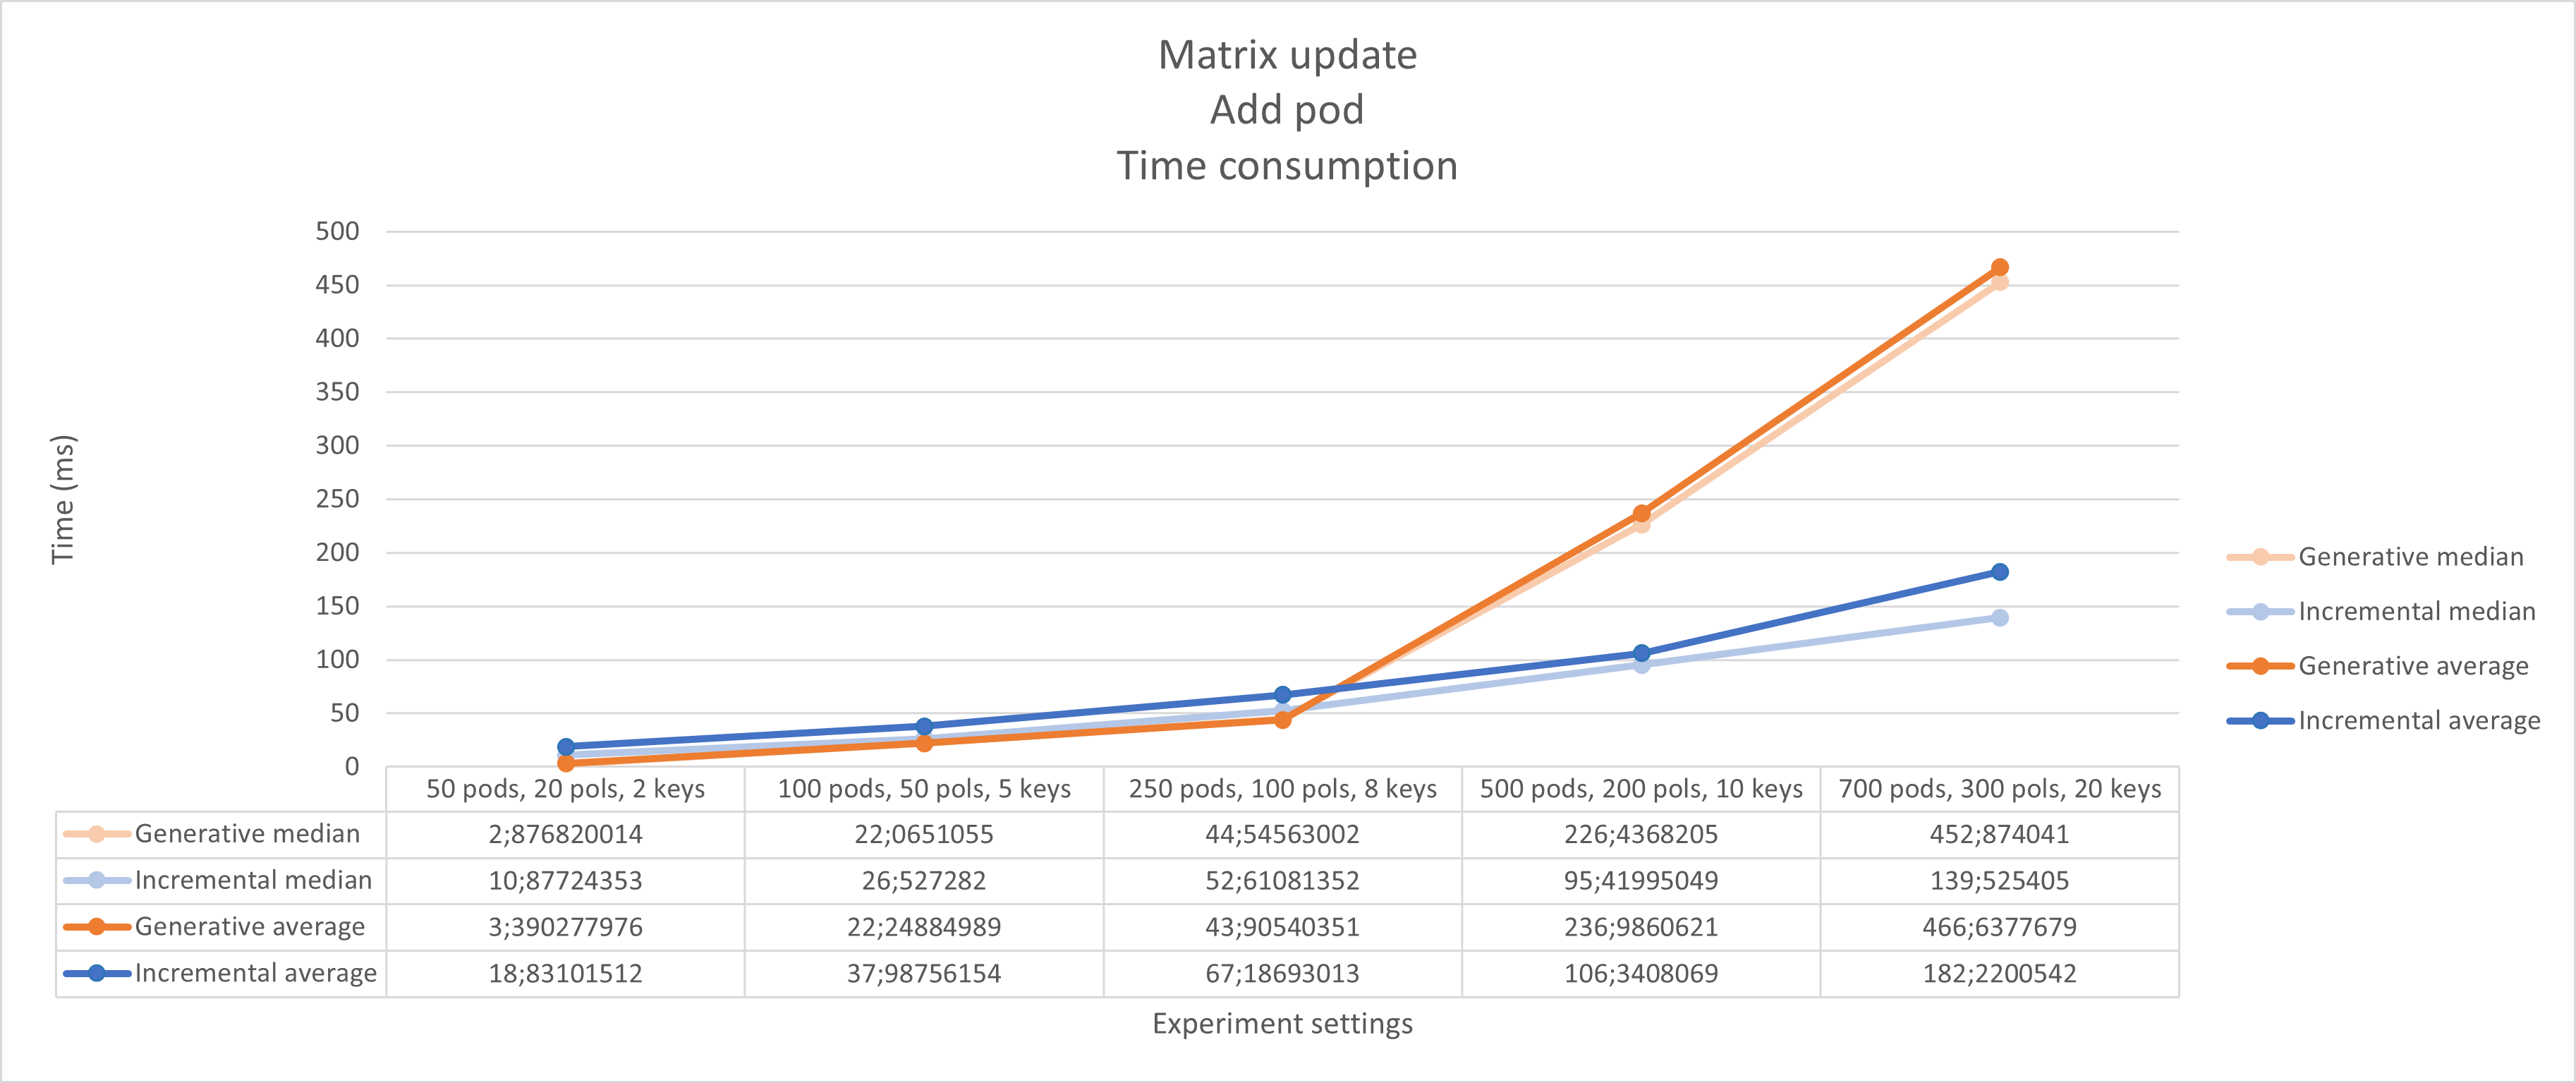 Matrix update
Add pod
Time consumption
500
450
400
350
300
250
200
150
100
50
0
Time (ms)
Generative median
Incremental median
Generative average
Incremental average
50 pods, 20 pols, 2 keys 100 pods, 50 pols, 5 keys 250 pods, 100 pols, 8 keys 500 pods, 200 pols, 10 keys 700 pods, 300 pols, 20 keys
Generative median 2;876820014 22;0651055 44;54563002 226;4368205 452;874041
Incremental median 10;87724353 26;527282 52;61081352 95;41995049 139;525405
Generative average 3;390277976 22;24884989 43;90540351 236;9860621 466;6377679
Incremental average 18;83101512 37;98756154 67;18693013 106;3408069 182;2200542
Experiment settings